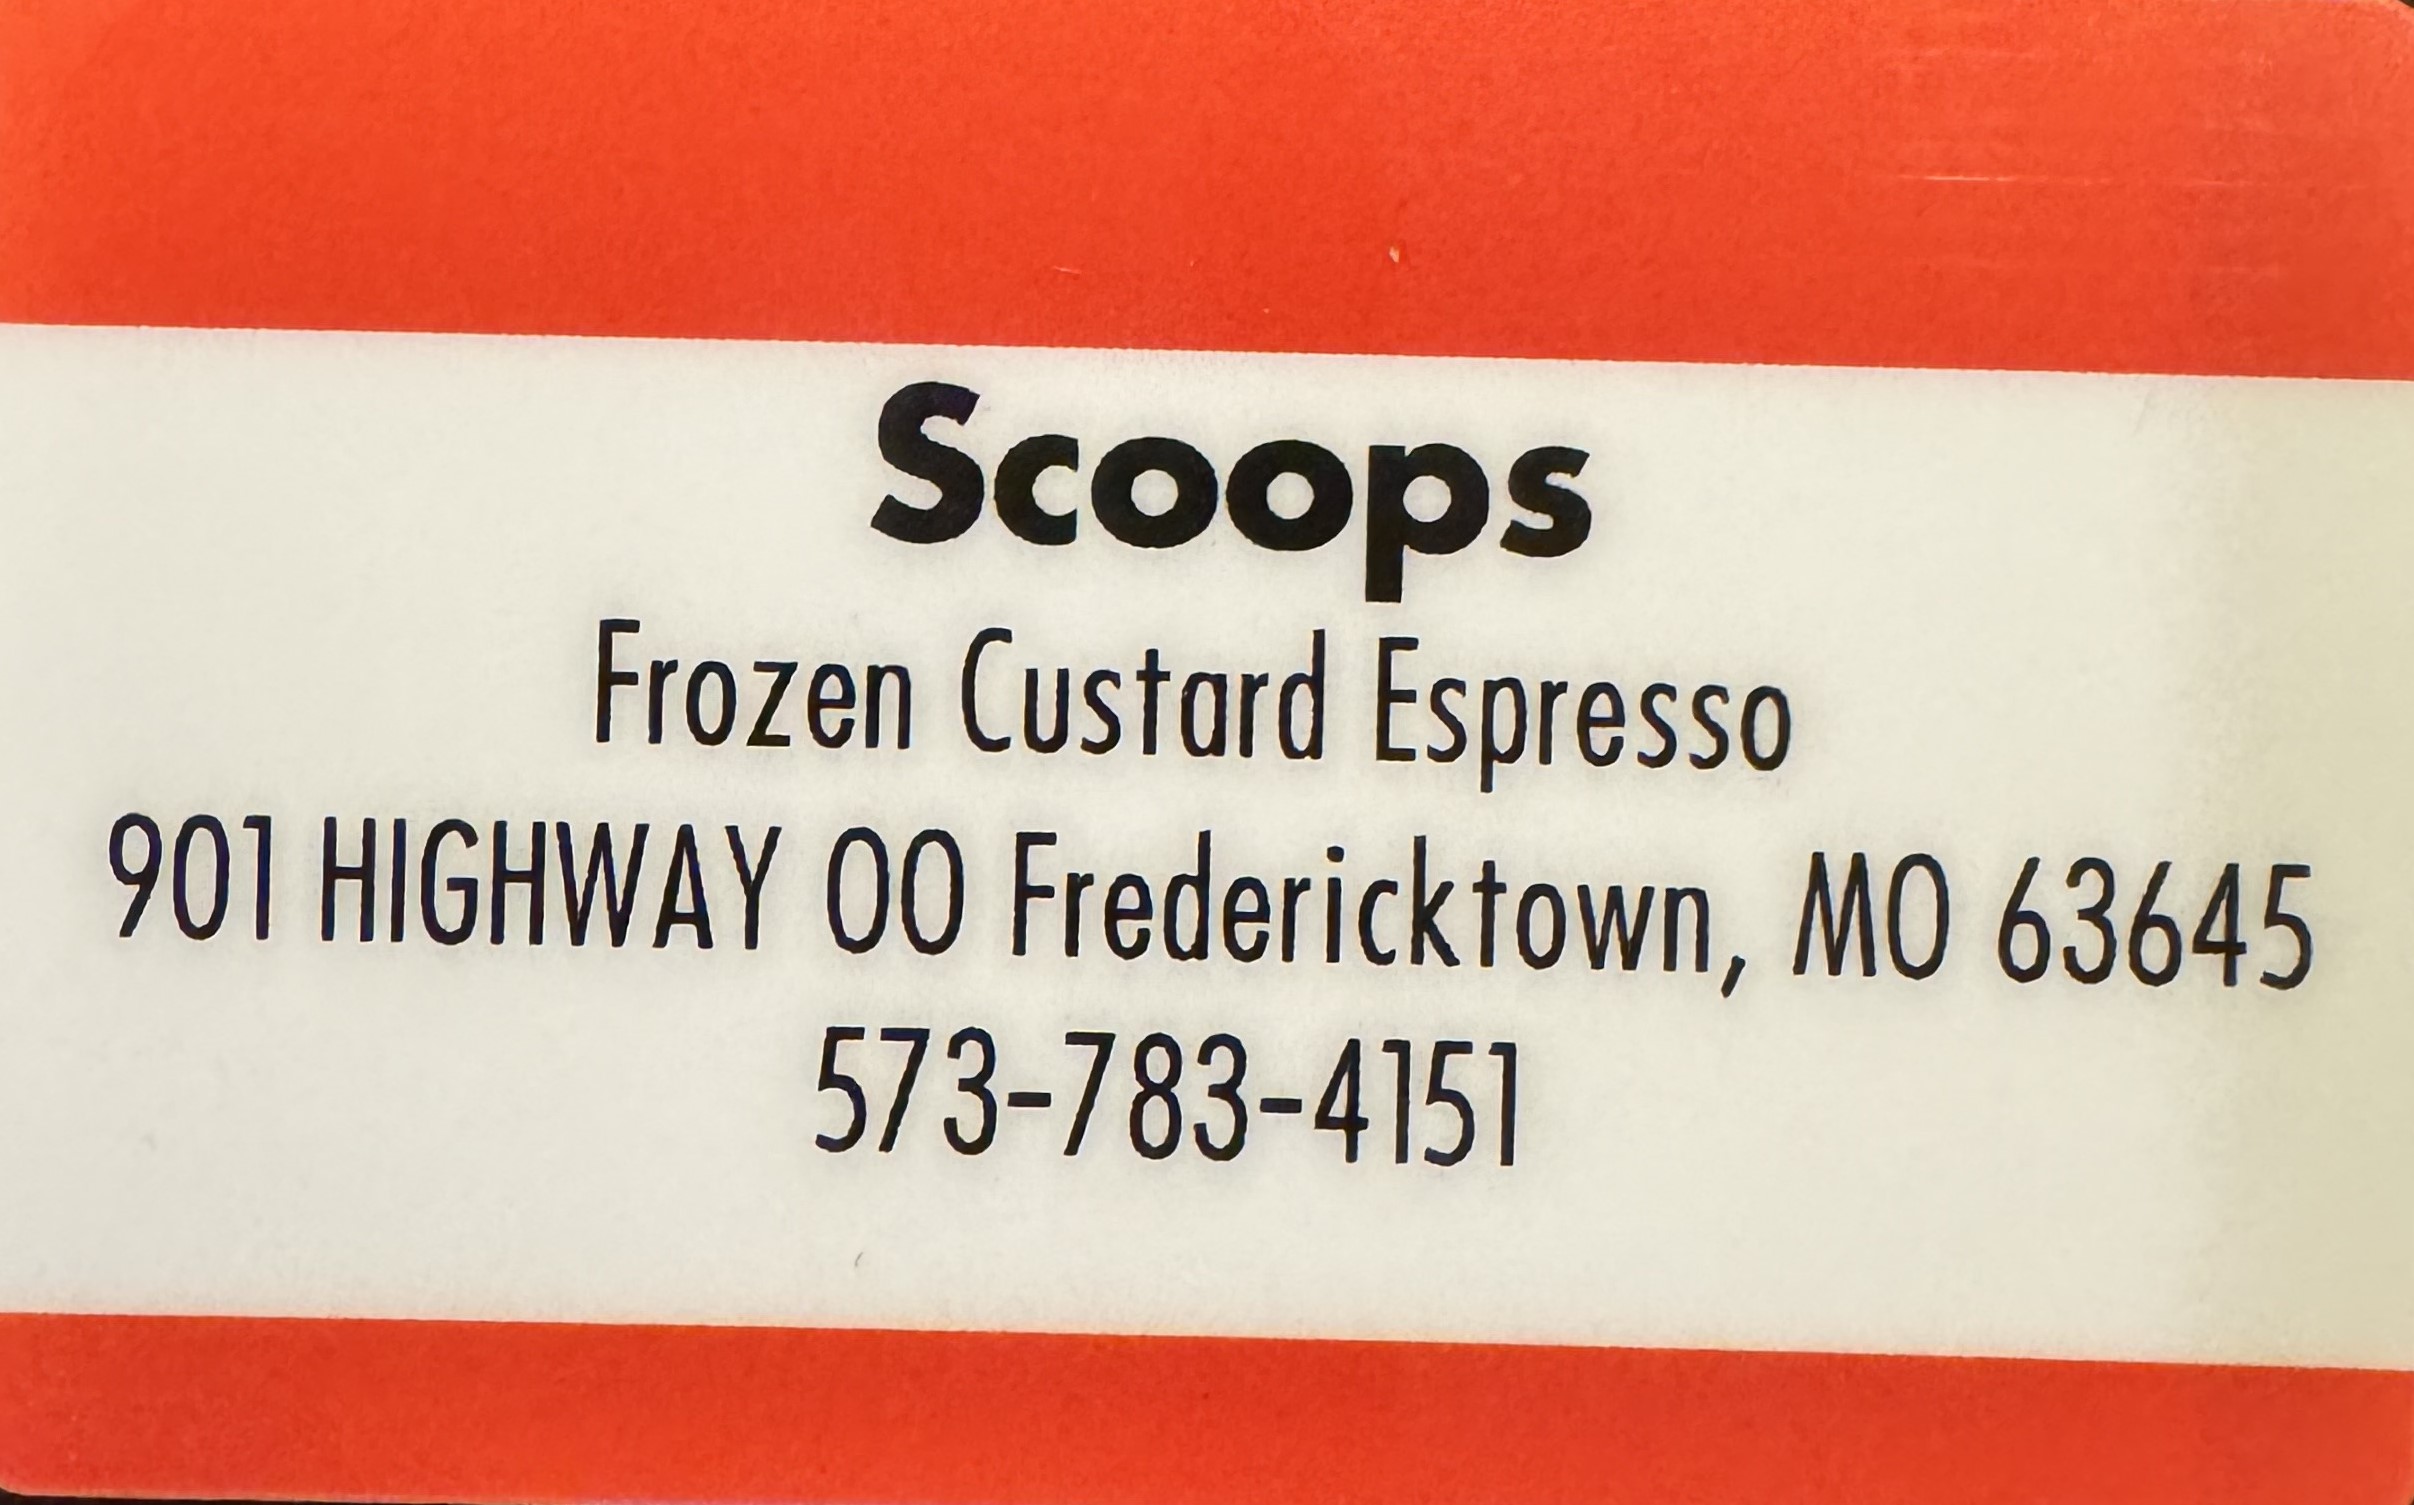 Scoops
Frozen Custard Espresso
901 HIGHWAY OO Fredericktown, MO 63645
573-783-4151